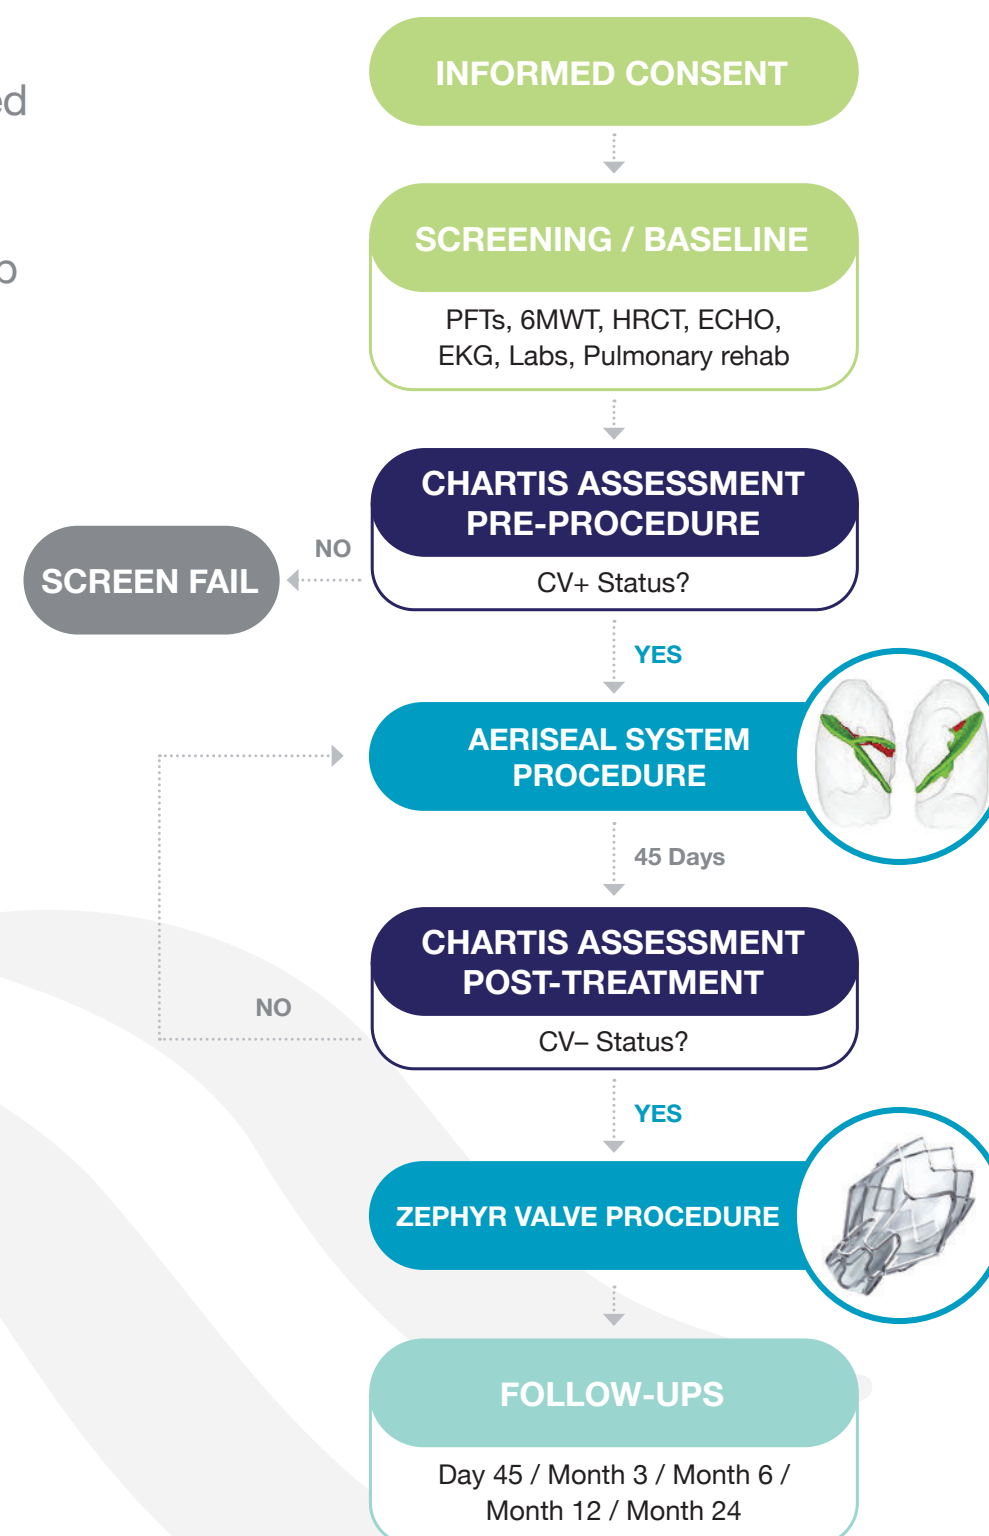 INFORMED CONSENT
SCREENING / BASELINE
PFTs, 6MWT, HRCT, ECHO,
EKG, Labs, Pulmonary rehab
CHARTIS ASSESSMENT
PRE-PROCEDURE
CV+ Status?
NO
SCREEN FAIL
YES
AERISEAL SYSTEM
PROCEDURE
45 Days
CHARTIS ASSESSMENT
POST-TREATMENT
CV– Status?
NO
YES
ZEPHYR VALVE PROCEDURE
FOLLOW-UPS
Day 45 / Month 3 / Month 6 /
Month 12 / Month 24